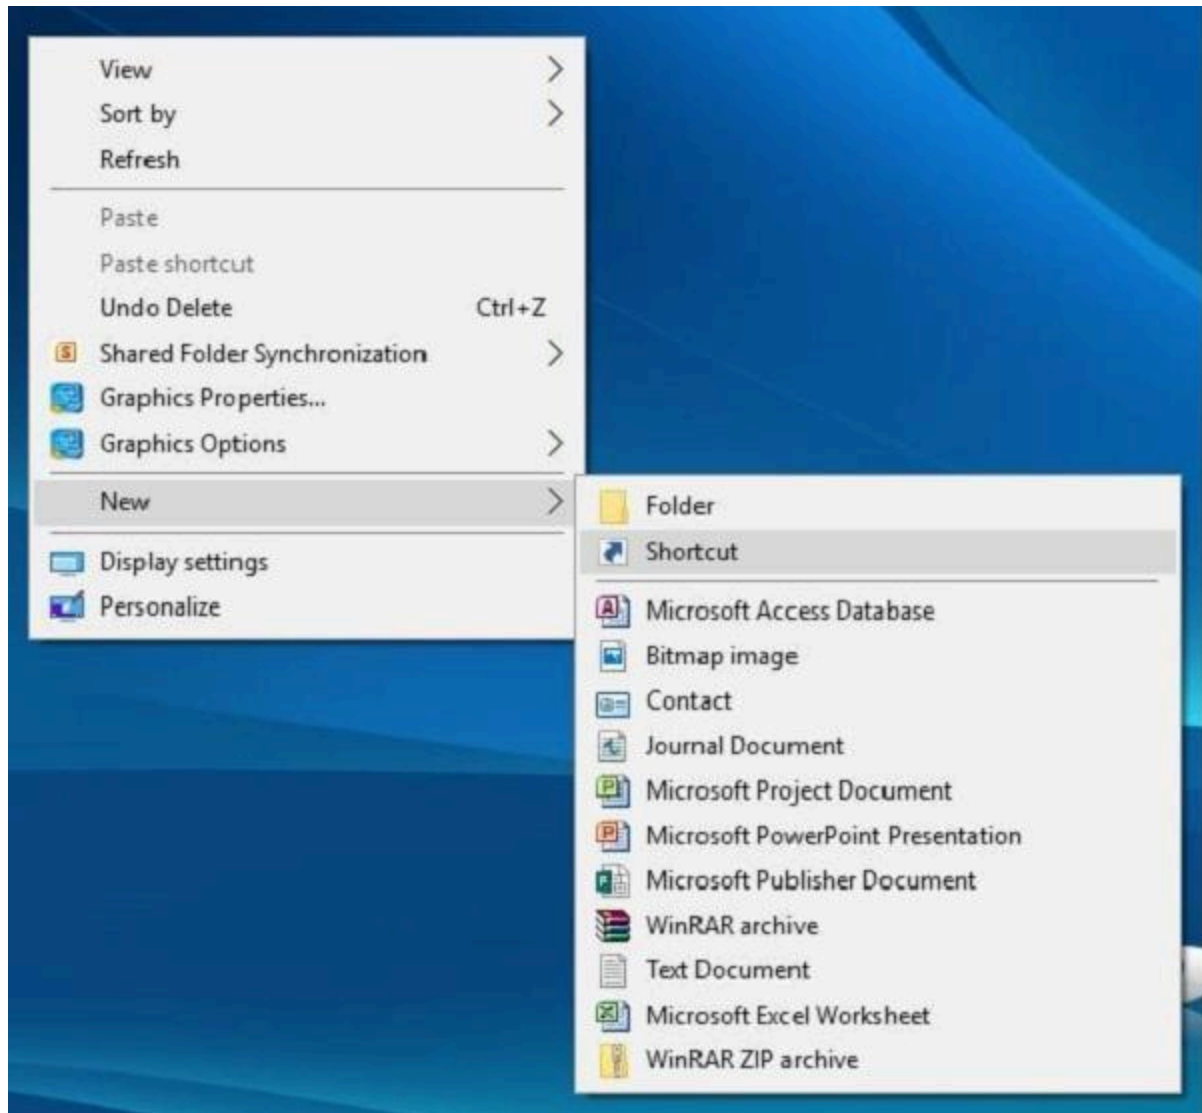 View
Sort by
Refresh
Paste
Paste shortcut
Undo Delete Ctrl+Z
Shared Folder Synchronization
Graphics Properties...
Graphics Options
New
Display settings
Personalize
Folder
Shortcut
Microsoft Access Database
Bitmap image
Contact
Journal Document
Microsoft Project Document
Microsoft PowerPoint Presentation
Microsoft Publisher Document
WinRAR archive
Text Document
Microsoft Excel Worksheet
WinRAR ZIP archive